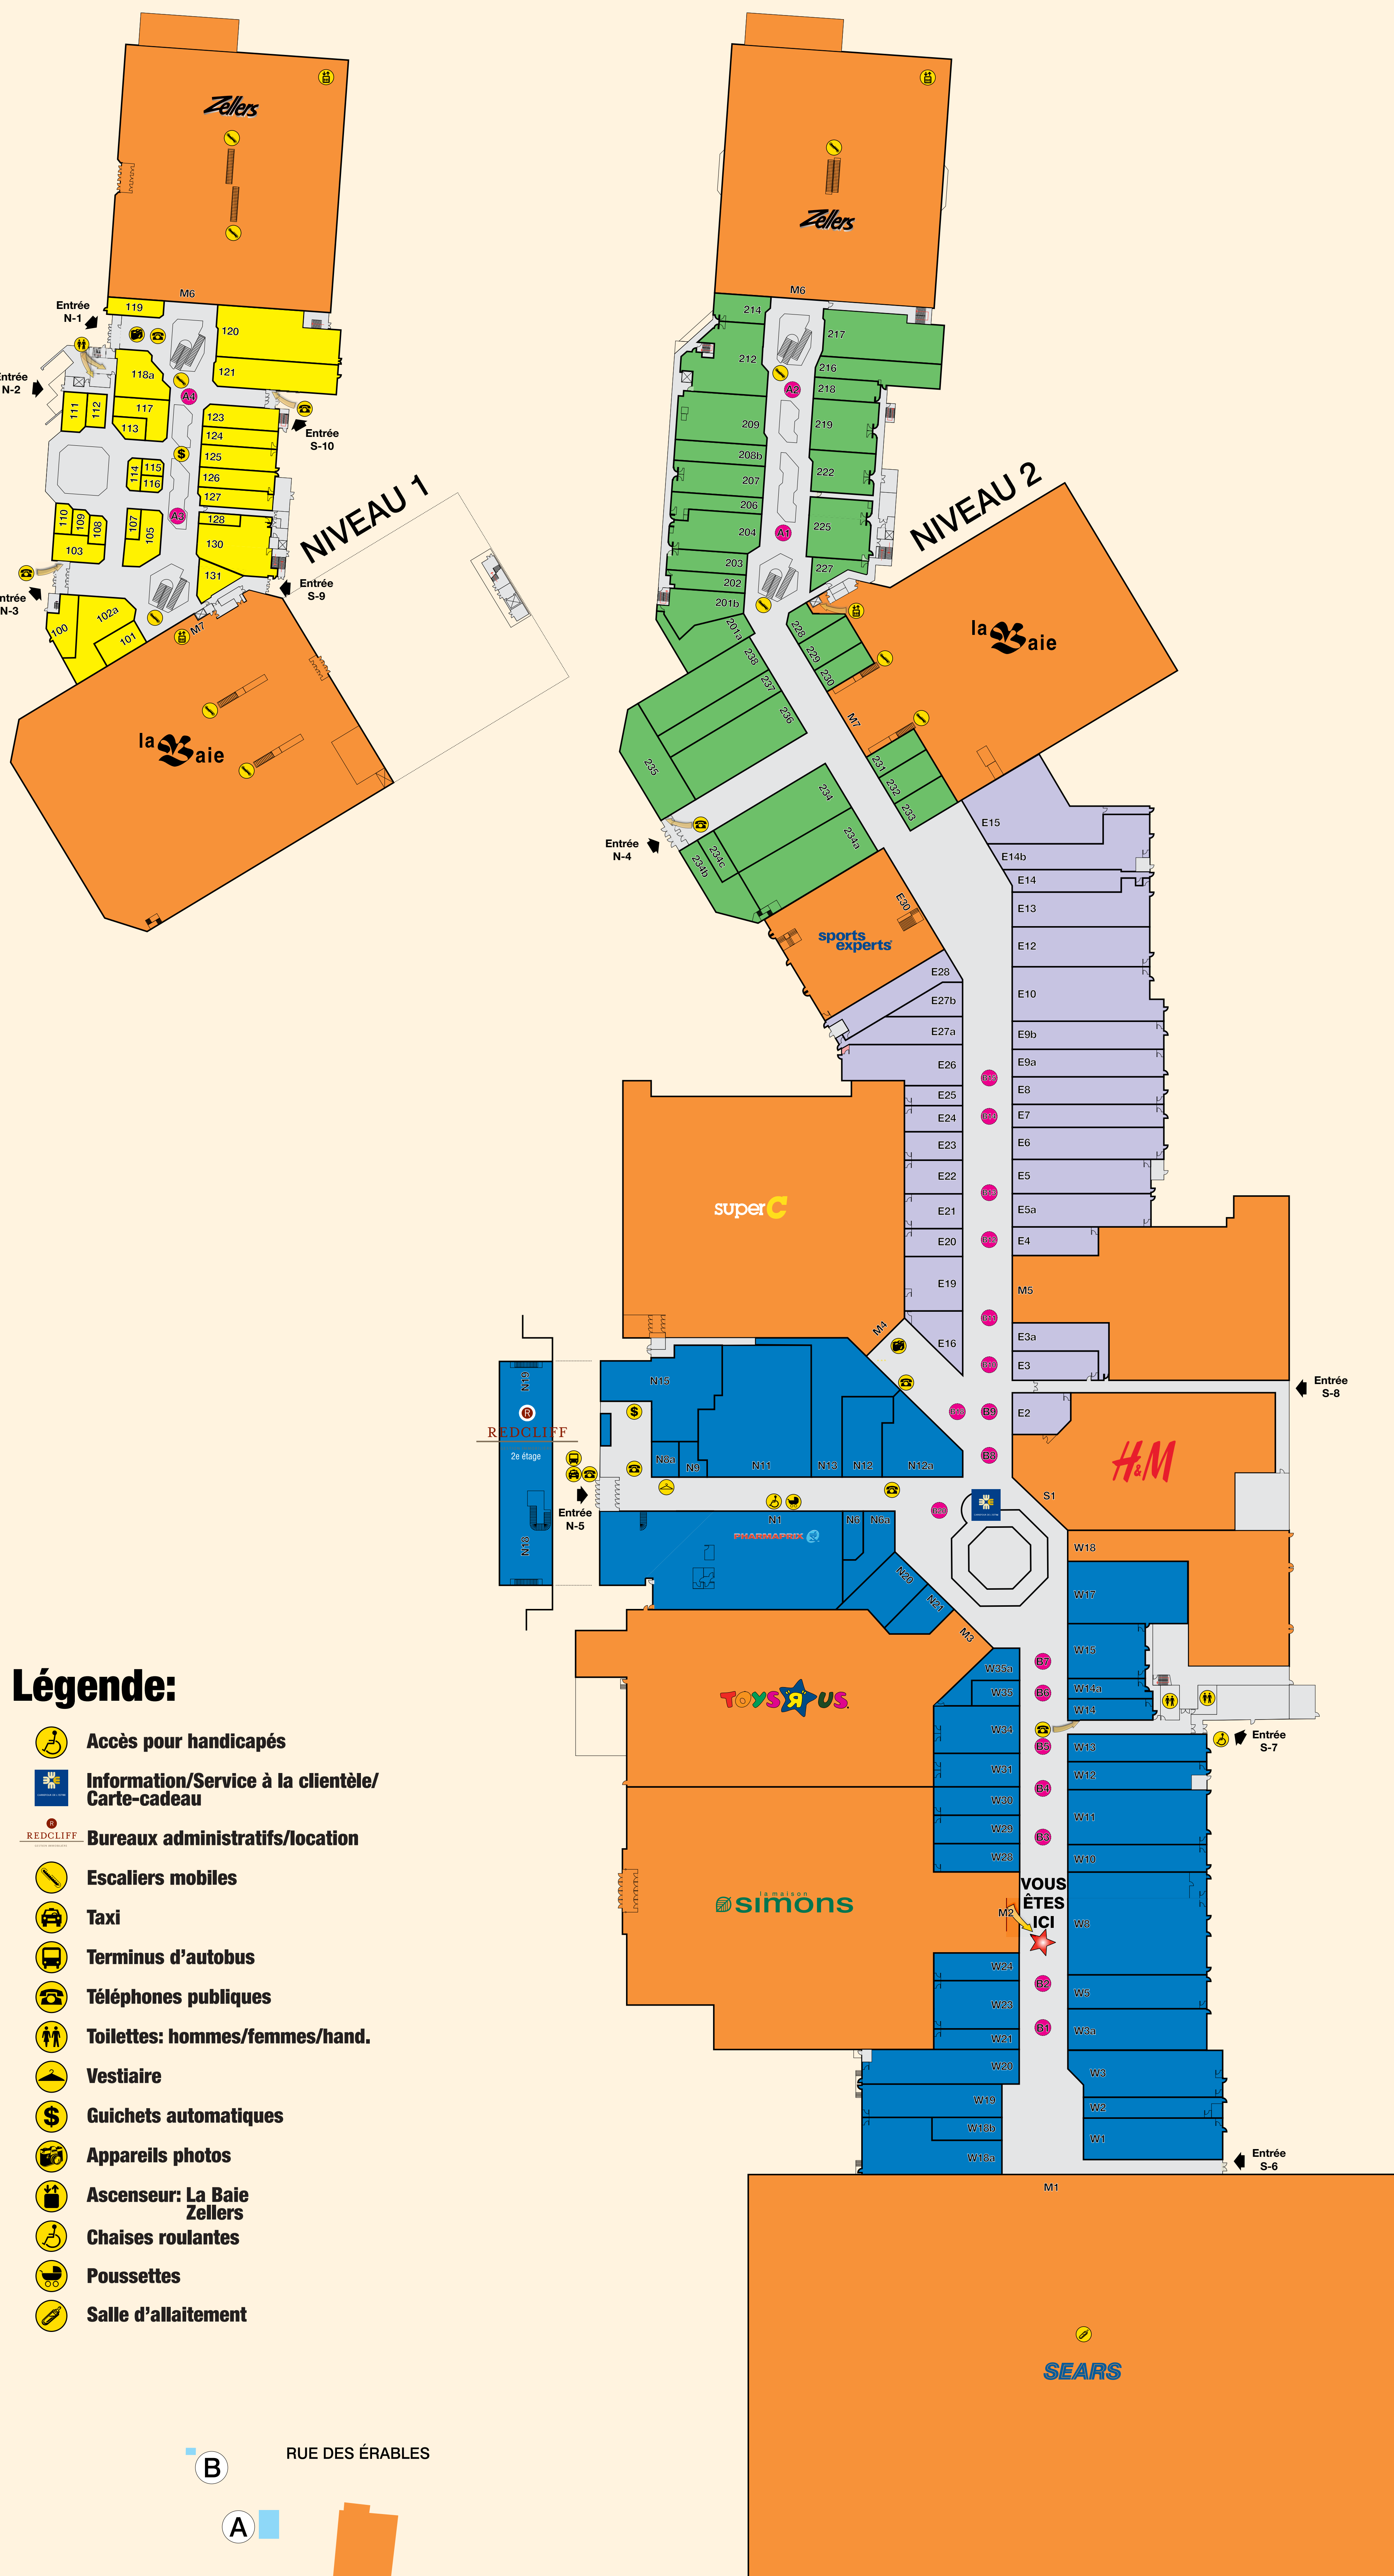 Zellers
M6
119
Entrée
N-1
120
121
118a
Entrée
N-2
A4
111
112
117
113
123
124
Entrée
S-10
125
126
127
114
115
116
A3
128
110
109
108
107
105
103
130
131
Entrée
S-9
NIVEAU 1
Entrée
N-3
100
102a
101
M7
la Baie
Zellers
M6
214
217
212
216
A2
218
209
219
208b
207
222
206
204
A1
225
203
202
227
201b
201a
NIVEAU 2
la Baie
228
229
230
238
237
236
M7
235
231
232
233
234
234a
234c
234b
Entrée
N-4
E30
sports
experts
E15
E14b
E14
E13
E12
E10
E9b
E9a
E8
E7
E6
E5
E5a
E4
M5
E3a
E3
E2
E28
E27b
E27a
E26
E25
E24
E23
E22
E21
E20
E19
E16
super C
M4
Entrée
S-8
H&M
S1
B9
B8
N19
R
REDCLIFF
2e étage
N18
Entrée
N-5
N15
N8a
N9
N11
N13
N12
N12a
N1
PHARMAPRIX
N6
N6a
N20
N21
M3
W18
W17
W15
W14a
W14
Entrée
S-7
TOYS R US
W35a
W35
W34
W31
W30
W29
W28
B7
B6
B5
B4
B3
W13
W12
W11
W10
W8
W5
W3a
W3
W2
W1
la maison
simons
M2
VOUS
ÊTES
ICI
B2
B1
W24
W23
W21
W20
W19
W18b
W18a
Entrée
S-6
M1
SEARS
Légende:
Accès pour handicapés
Information/Service à la clientèle/
Carte-cadeau
R
REDCLIFF
Bureaux administratifs/location
Escaliers mobiles
Taxi
Terminus d'autobus
Téléphones publiques
Toilettes: hommes/femmes/hand.
Vestiaire
$
Guichets automatiques
Appareils photos
Ascenseur: La Baie
Zellers
Chaises roulantes
Poussettes
Salle d'allaitement
B
RUE DES ÉRABLES
A